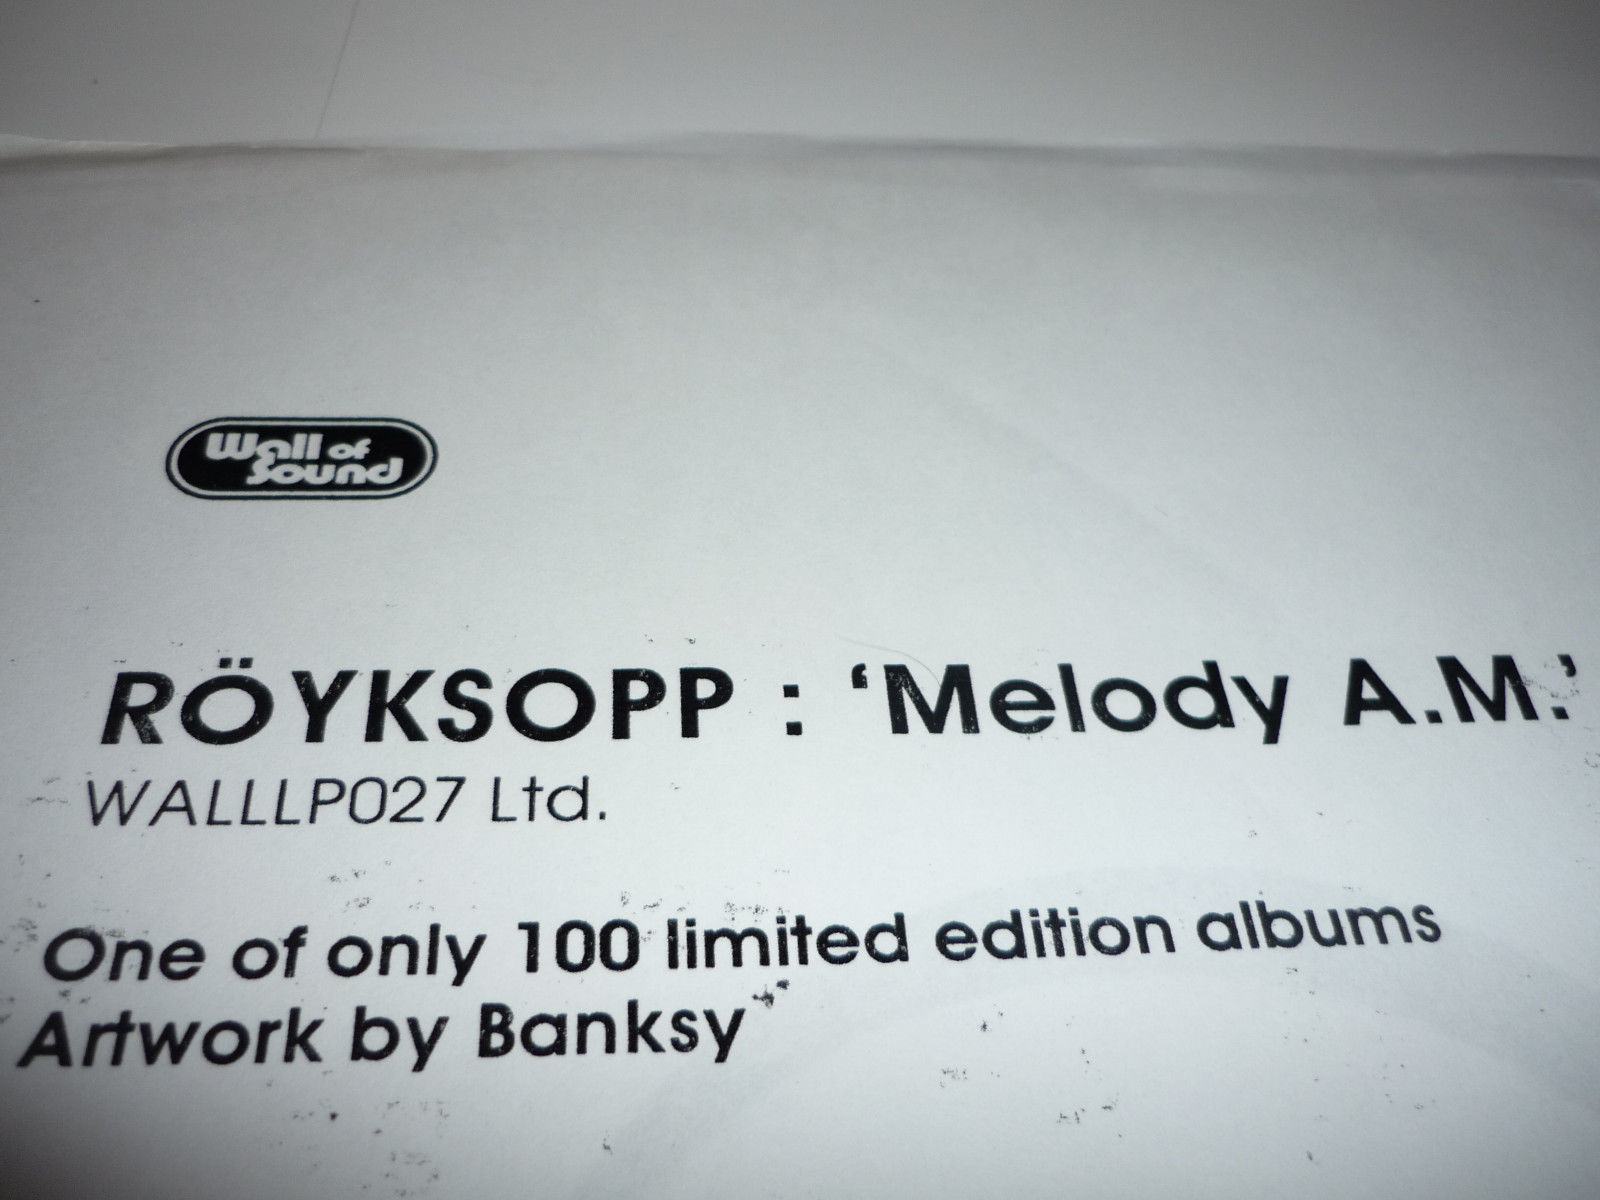 Wall of
Sound
RÖYKSOPP : ‘Melody A.M.’
WALLLP027 Ltd.
One of only 100 limited edition albums
Artwork by Banksy